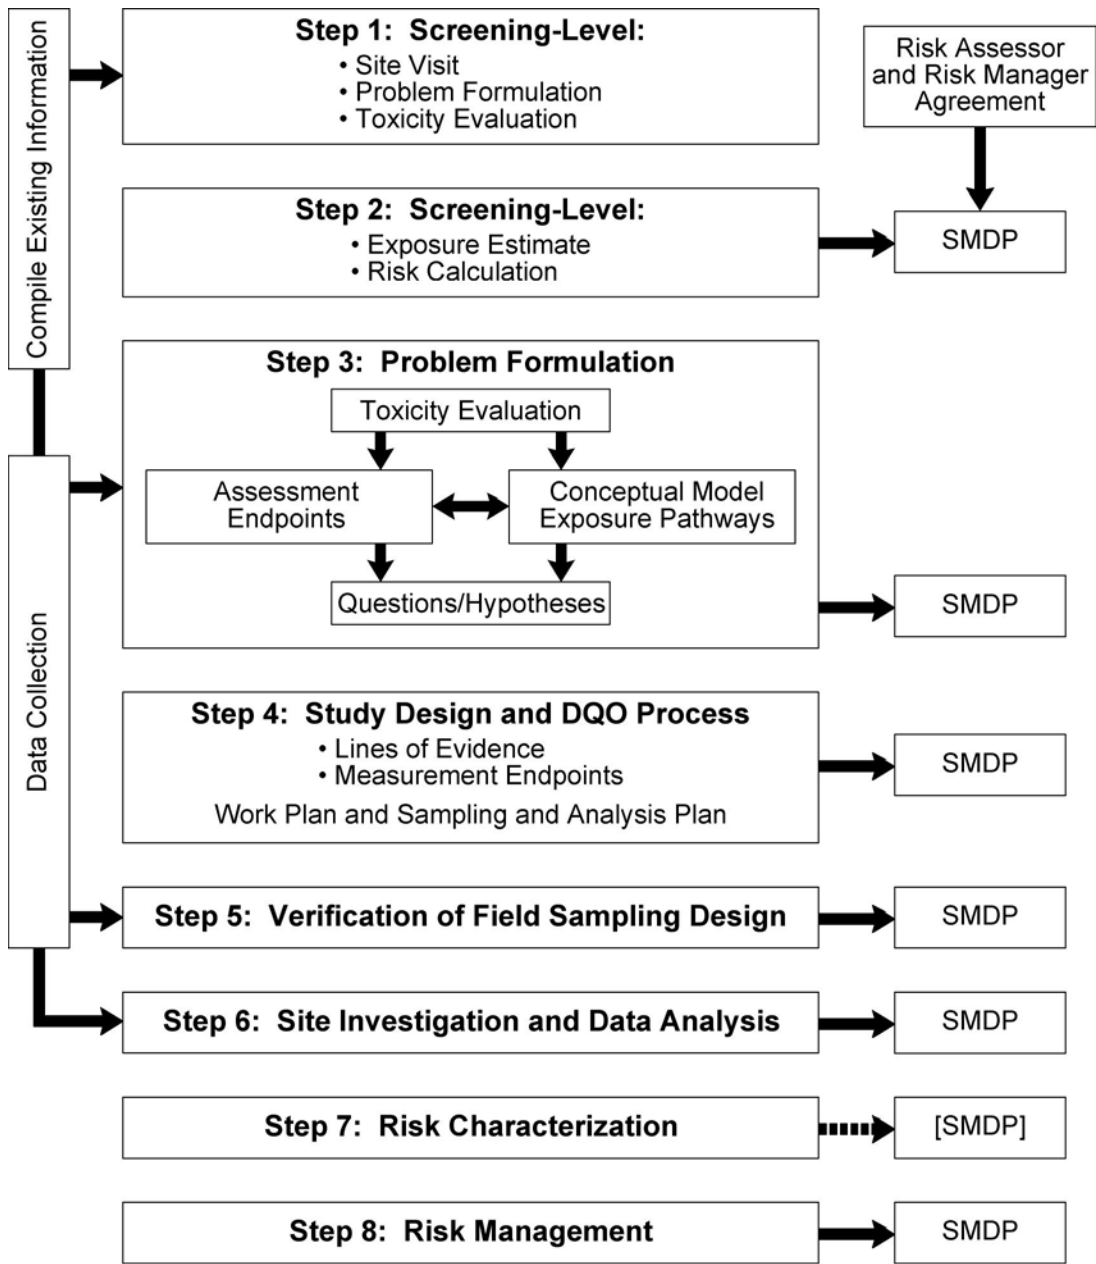 Compile Existing Information
Step 1: Screening-Level:
• Site Visit
• Problem Formulation
• Toxicity Evaluation
Risk Assessor
and Risk Manager
Agreement
Step 2: Screening-Level:
• Exposure Estimate
• Risk Calculation
SMDP
Step 3: Problem Formulation
Toxicity Evaluation
Assessment
Endpoints
Conceptual Model
Exposure Pathways
Questions/Hypotheses
SMDP
Data Collection
Step 4: Study Design and DQO Process
• Lines of Evidence
• Measurement Endpoints
Work Plan and Sampling and Analysis Plan
SMDP
Step 5: Verification of Field Sampling Design
SMDP
Step 6: Site Investigation and Data Analysis
SMDP
Step 7: Risk Characterization
[SMDP]
Step 8: Risk Management
SMDP